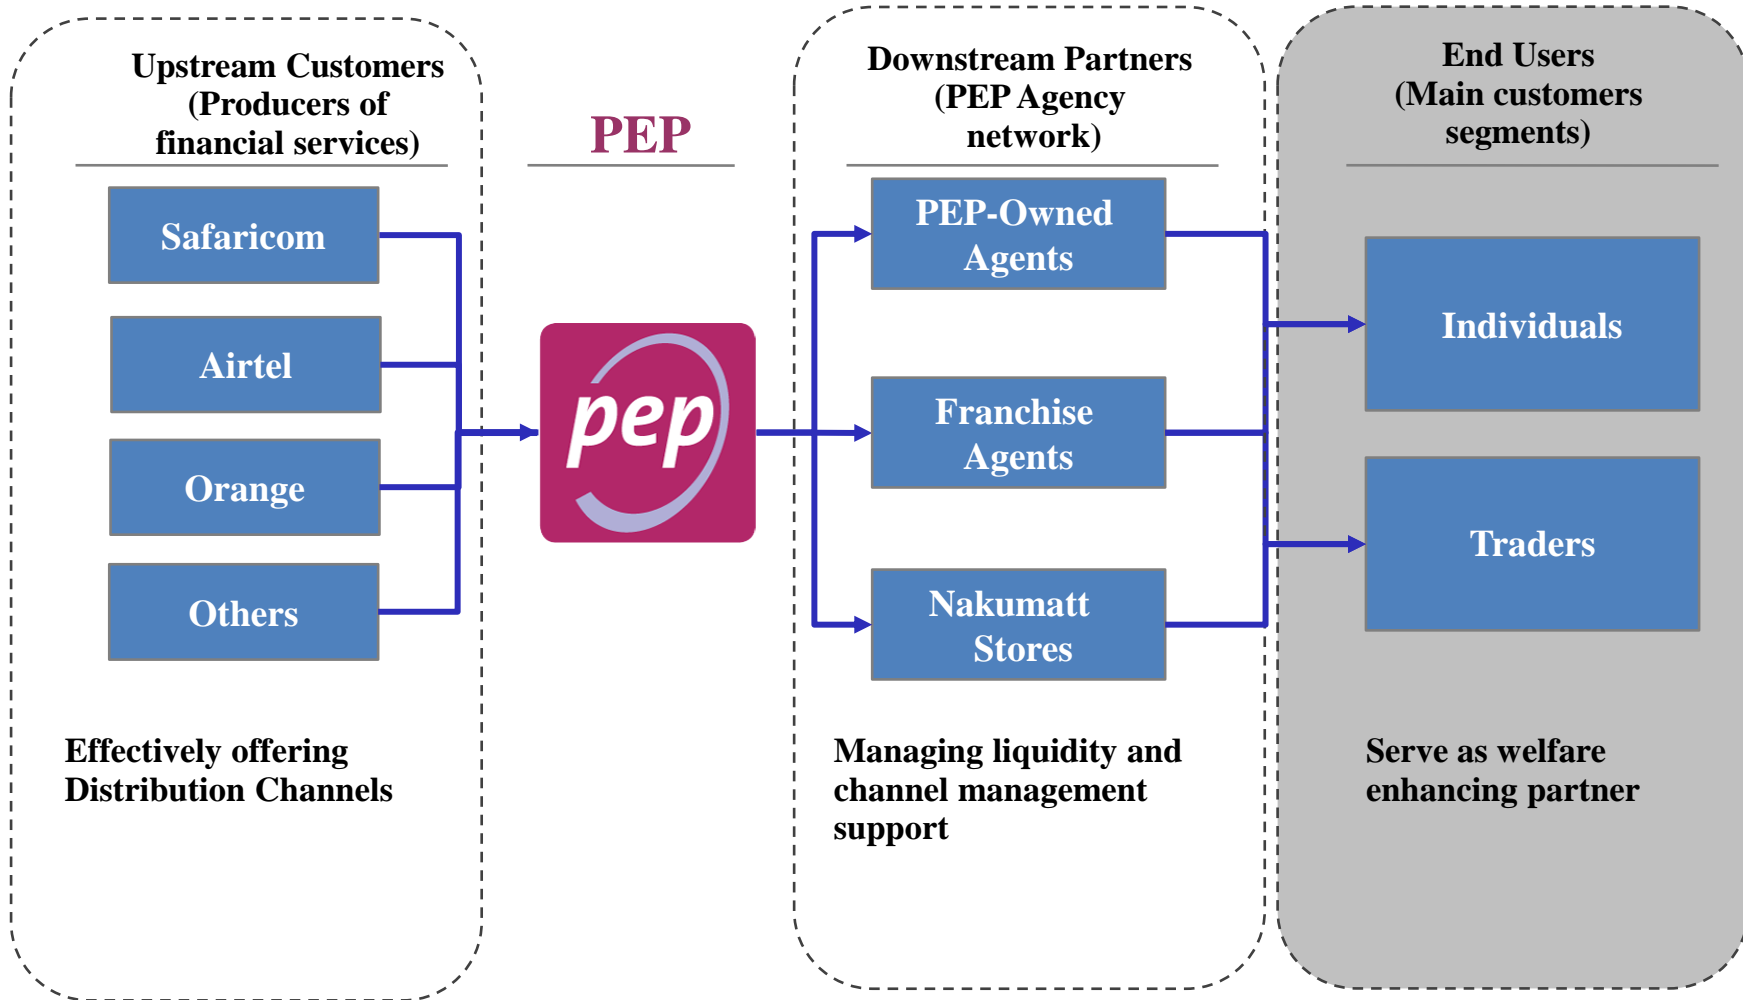 Upstream Customers
(Producers of
financial services)
Safaricom
Airtel
Orange
Others
Effectively offering
Distribution Channels
PEP
pep
Downstream Partners
(PEP Agency
network)
PEP-Owned
Agents
Franchise
Agents
Nakumatt
Stores
Managing liquidity and
channel management
support
End Users
(Main customers
segments)
Individuals
Traders
Serve as welfare
enhancing partner